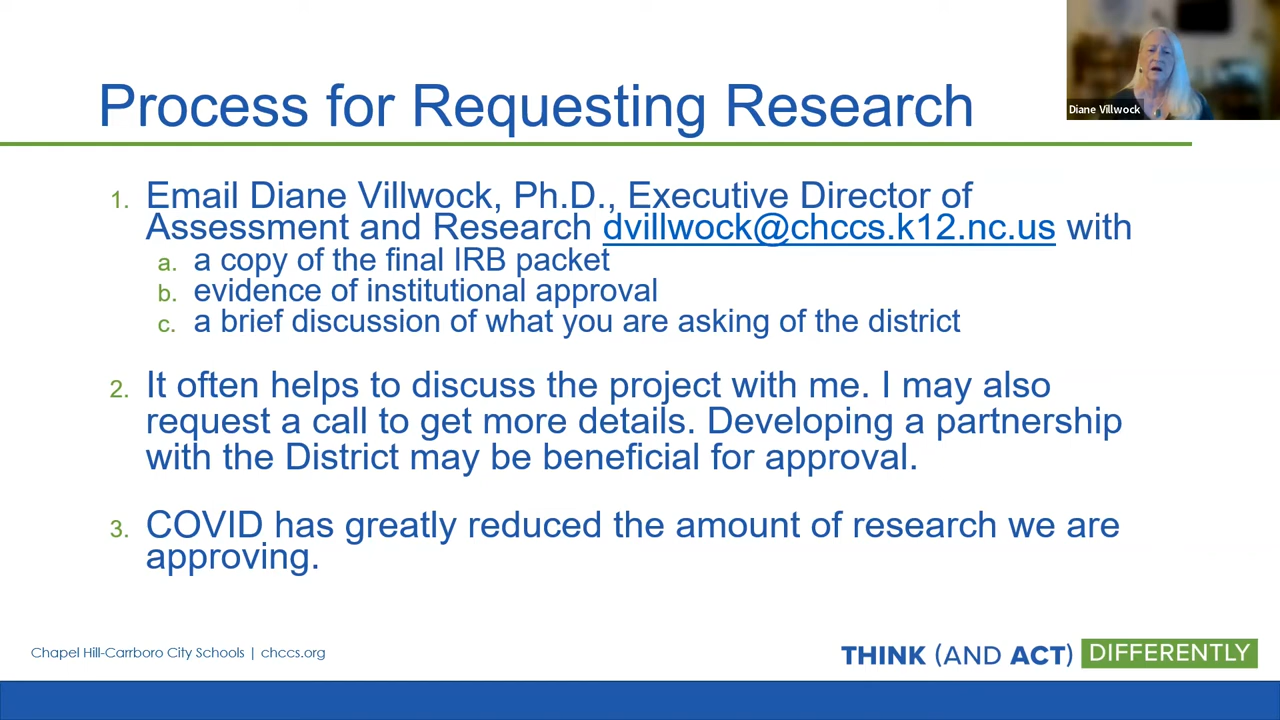 Process for Requesting Research
Diane Villwock
1. Email Diane Villwock, Ph.D., Executive Director of
Assessment and Research dvillwock@chccs.k12.nc.us with
a. a copy of the final IRB packet
b. evidence of institutional approval
c. a brief discussion of what you are asking of the district
2. It often helps to discuss the project with me. I may also
request a call to get more details. Developing a partnership
with the District may be beneficial for approval.
3. COVID has greatly reduced the amount of research we are
approving.
Chapel Hill-Carrboro City Schools | chccs.org
THINK (AND ACT) DIFFERENTLY